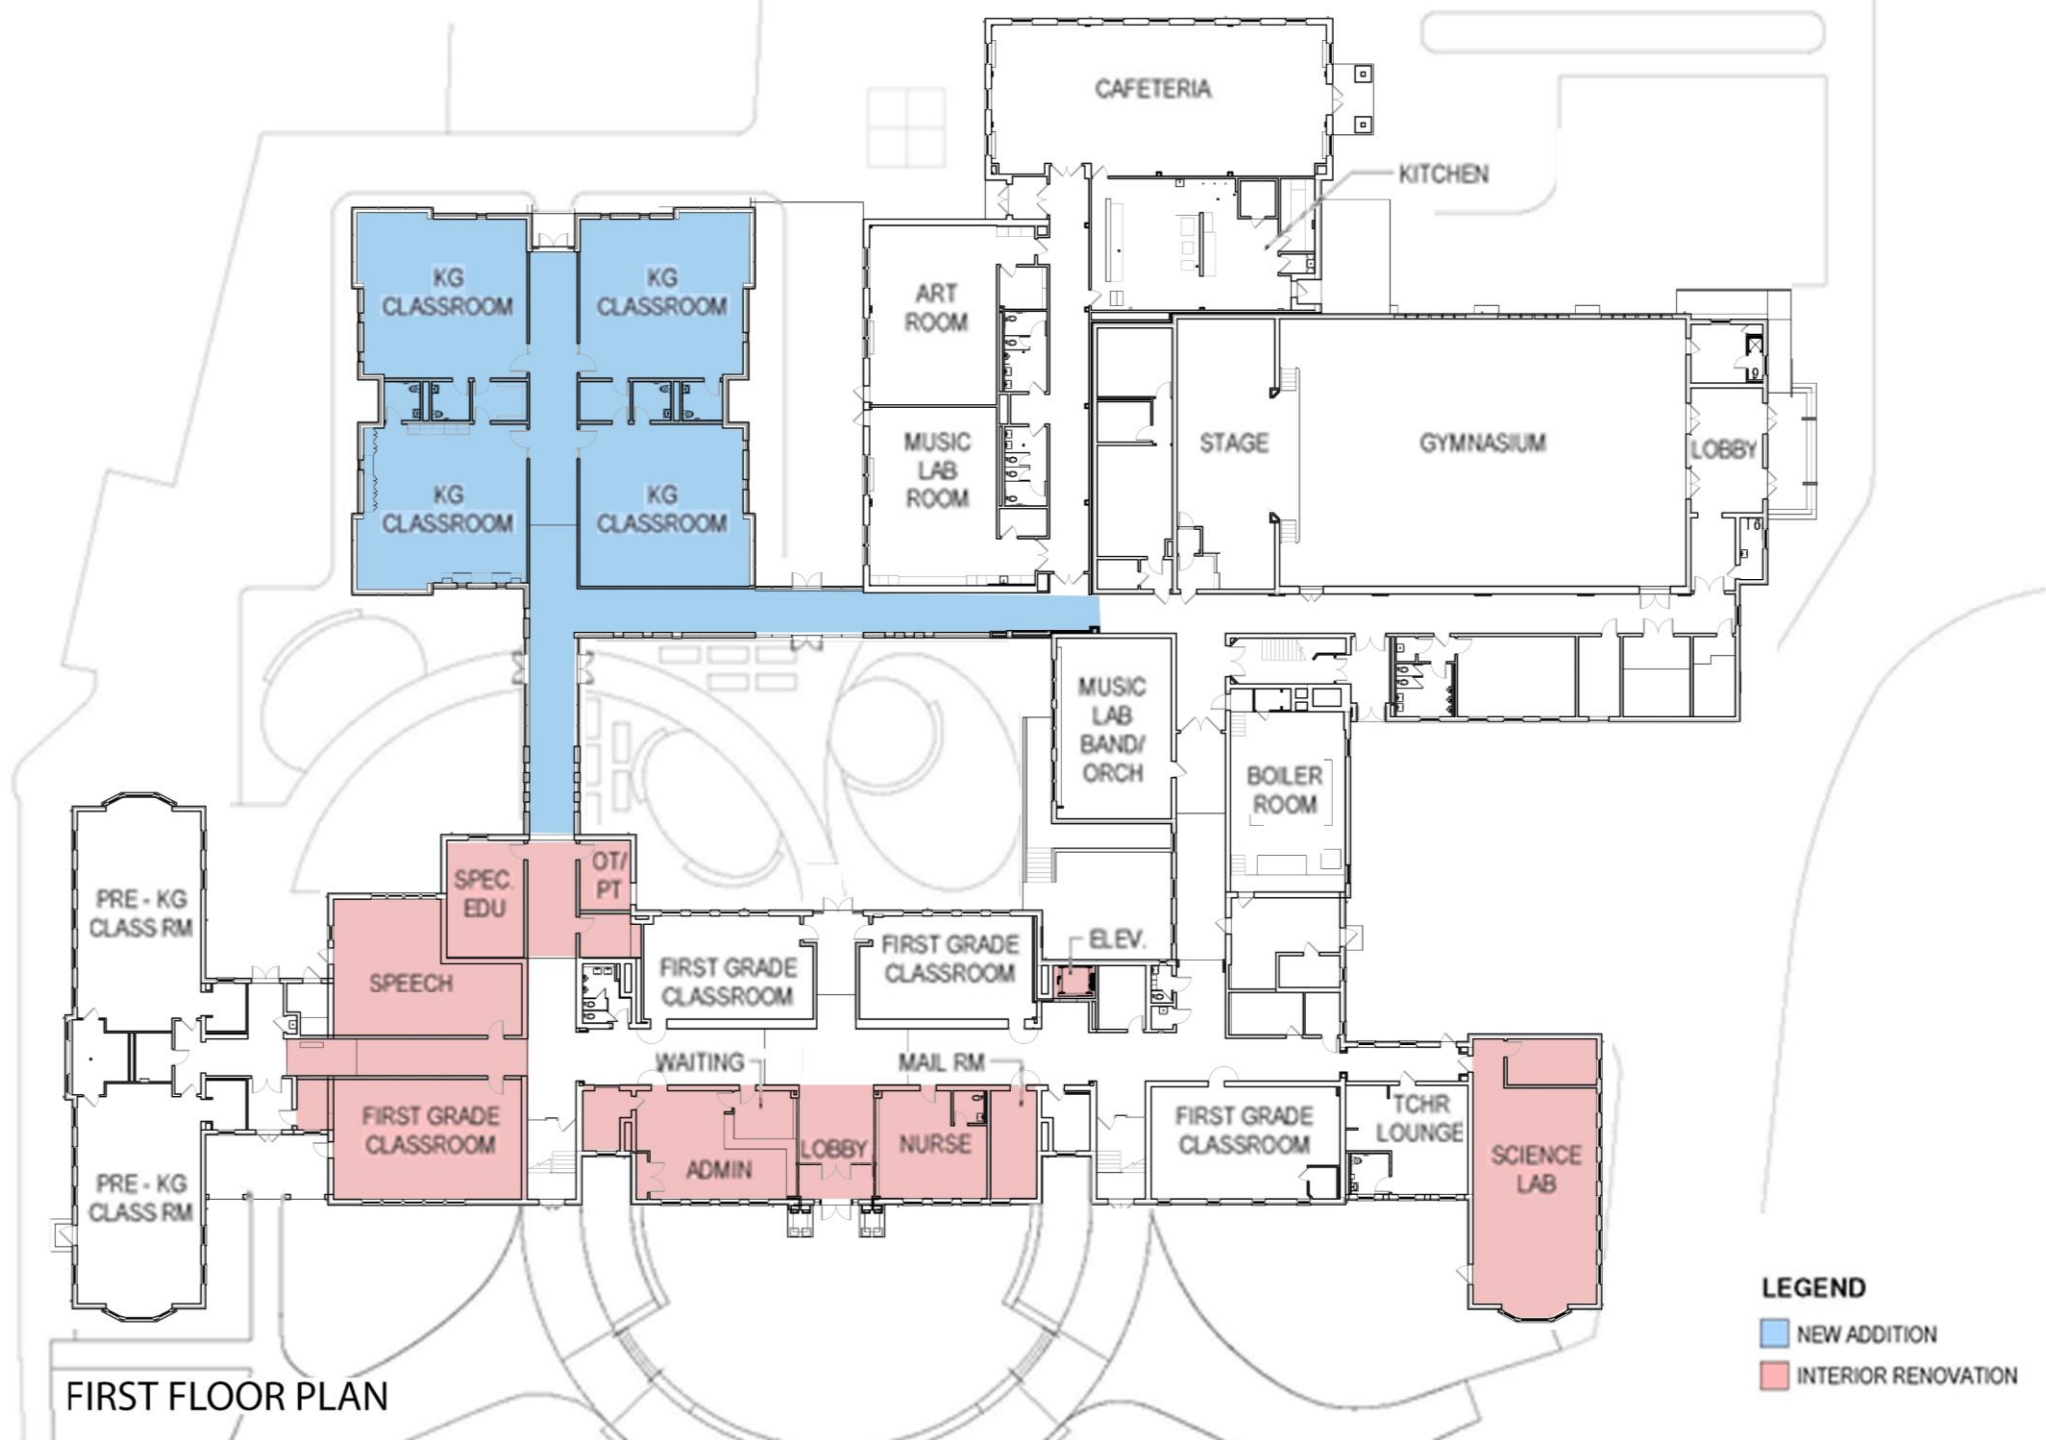 CAFETERIA
KITCHEN
KG
CLASSROOM
KG
CLASSROOM
ART
ROOM
MUSIC
LAB
ROOM
STAGE
GYMNASIUM
LOBBY
KG
CLASSROOM
KG
CLASSROOM
MUSIC
LAB
BAND/
ORCH
BOILER
ROOM
PRE - KG
CLASS RM
SPEC.
EDU
OT/
PT
SPEECH
FIRST GRADE
CLASSROOM
FIRST GRADE
CLASSROOM
ELEV.
WAITING
MAIL RM
PRE - KG
CLASS RM
FIRST GRADE
CLASSROOM
ADMIN
LOBBY
NURSE
FIRST GRADE
CLASSROOM
TCHR
LOUNGE
SCIENCE
LAB
LEGEND
NEW ADDITION
INTERIOR RENOVATION
FIRST FLOOR PLAN